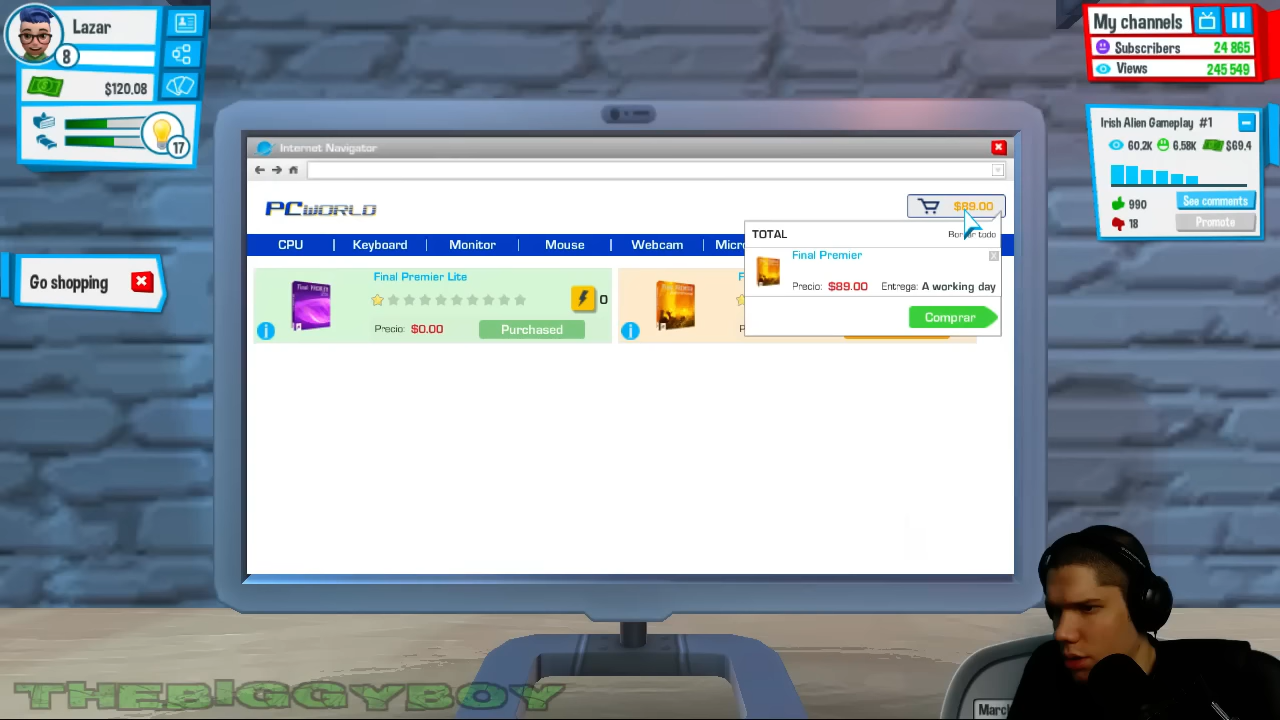 Lazar
8
$120.08
17
My channels
Subscribers 24 865
Views 245 549
Irish Alien Gameplay #1
60,2K 6,58K $69,4
990 See comments
18 Promote
Go shopping
Internet Navigator
PCWORLD
$89.00
CPU | Keyboard | Monitor | Mouse | Webcam |
TOTAL
Borrar todo
Final Premier
Precio: $89.00 Entrega: A working day
Comprar
Final Premier Lite
0
Precio: $0.00 Purchased
THEBIGGYBOY